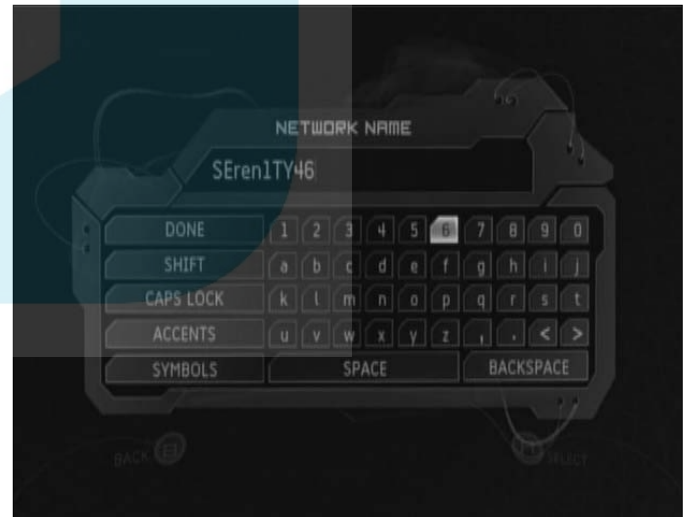 NETWORK NAME
SEren1TY46
DONE 1 2 3 4 5 6 7 8 9 0
SHIFT a b c d e f g h i j
CAPS LOCK k l m n o p q r s t
ACCENTS u v w x y z , . < >
SYMBOLS SPACE BACKSPACE
BACK B SELECT